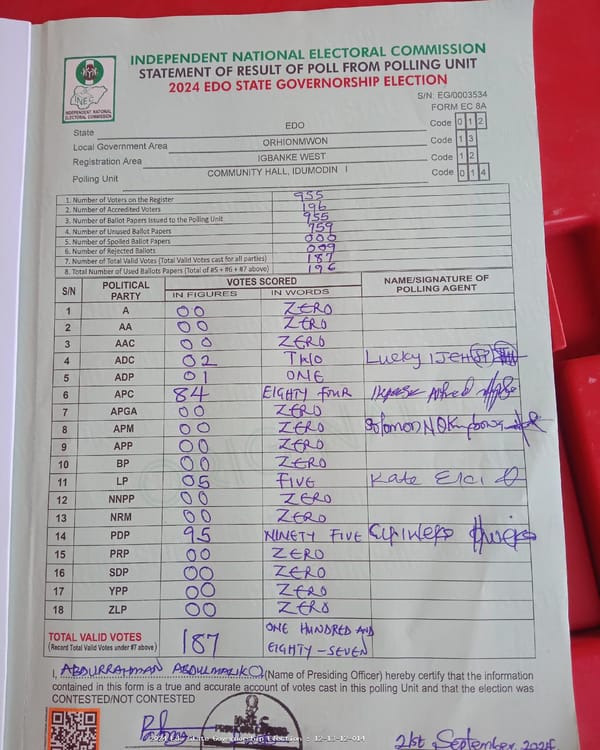 INDEPENDENT NATIONAL ELECTORAL COMMISSION
STATEMENT OF RESULT OF POLL FROM POLLING UNIT
2024 EDO STATE GOVERNORSHIP ELECTION
INEC
INDEPENDENT NATIONAL
ELECTORAL COMMISSION
S/N: EG/0003534
FORM EC 8A
State EDO Code 0 1 2
Local Government Area ORHIONMWON Code 1 3
Registration Area IGBANKE WEST Code 1 2
Polling Unit COMMUNITY HALL, IDUMODIN I Code 0 1 4
1. Number of Voters on the Register 955
2. Number of Accredited Voters 196
3. Number of Ballot Papers Issued to the Polling Unit 955
4. Number of Unused Ballot Papers 759
5. Number of Spoiled Ballot Papers 000
6. Number of Rejected Ballots 009
7. Number of Total Valid Votes (Total Valid Votes cast for all parties) 187
8. Total Number of Used Ballots Papers (Total of #5 + #6 + #7 above) 196
S/N POLITICAL PARTY VOTES SCORED NAME/SIGNATURE OF POLLING AGENT
IN FIGURES IN WORDS
1 A 00 ZERO
2 AA 00 ZERO
3 AAC 00 ZERO
4 ADC 02 TWO Lucky IJEH
5 ADP 01 ONE
6 APC 84 EIGHTY FOUR
7 APGA 00 ZERO
8 APM 00 ZERO Solomon
9 APP 00 ZERO
10 BP 00 ZERO
11 LP 05 FIVE Kate
12 NNPP 00 ZERO
13 NRM 00 ZERO
14 PDP 95 NINETY FIVE
15 PRP 00 ZERO
16 SDP 00 ZERO
17 YPP 00 ZERO
18 ZLP 00 ZERO
TOTAL VALID VOTES 187 ONE HUNDRED AND
(Record Total Valid Votes under #7 above) EIGHTY-SEVEN
I, ABDURRAHMAN ABDULMALIK O. (Name of Presiding Officer) hereby certify that the information
contained in this form is a true and accurate account of votes cast in this polling Unit and that the election was
CONTESTED/NOT CONTESTED
2024 Edo State Governorship Election : 12-13-12-014
21st September 2024